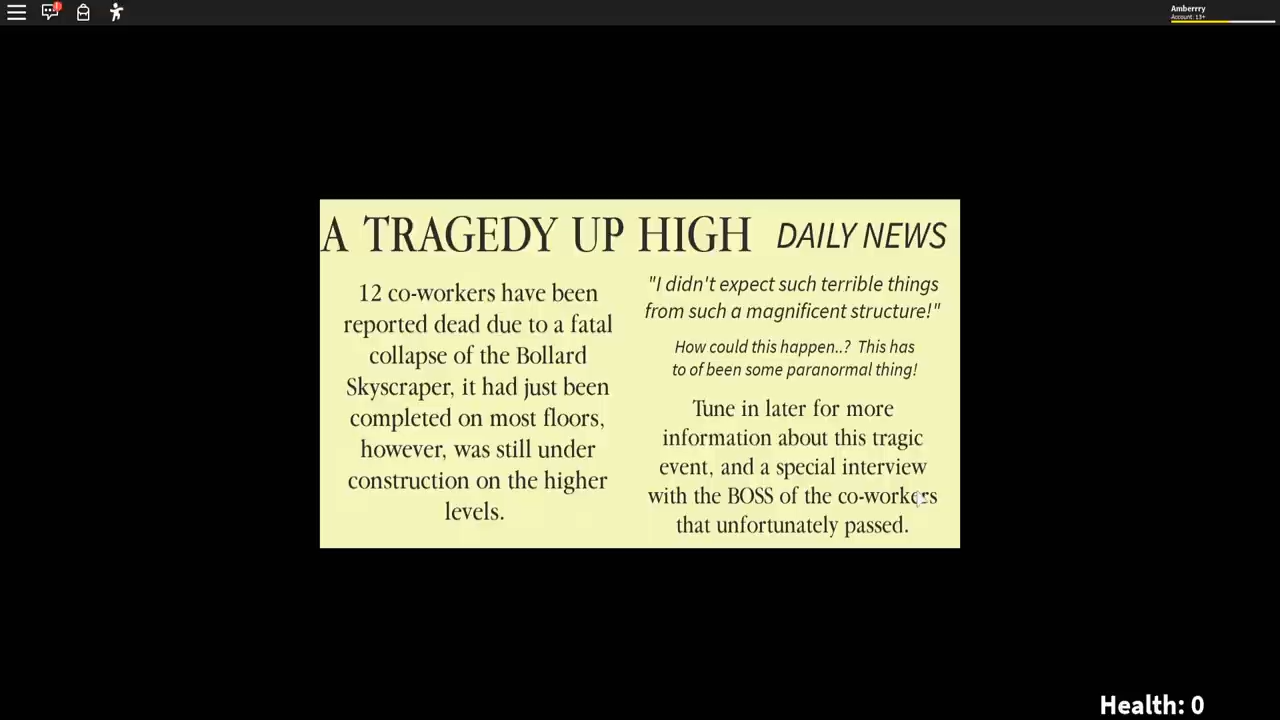 Amberrry
Account: 13+
A TRAGEDY UP HIGH DAILY NEWS
12 co-workers have been
reported dead due to a fatal
collapse of the Bollard
Skyscraper, it had just been
completed on most floors,
however, was still under
construction on the higher
levels.
"I didn't expect such terrible things
from such a magnificent structure!"
How could this happen..? This has
to of been some paranormal thing!
Tune in later for more
information about this tragic
event, and a special interview
with the BOSS of the co-workers
that unfortunately passed.
Health: 0